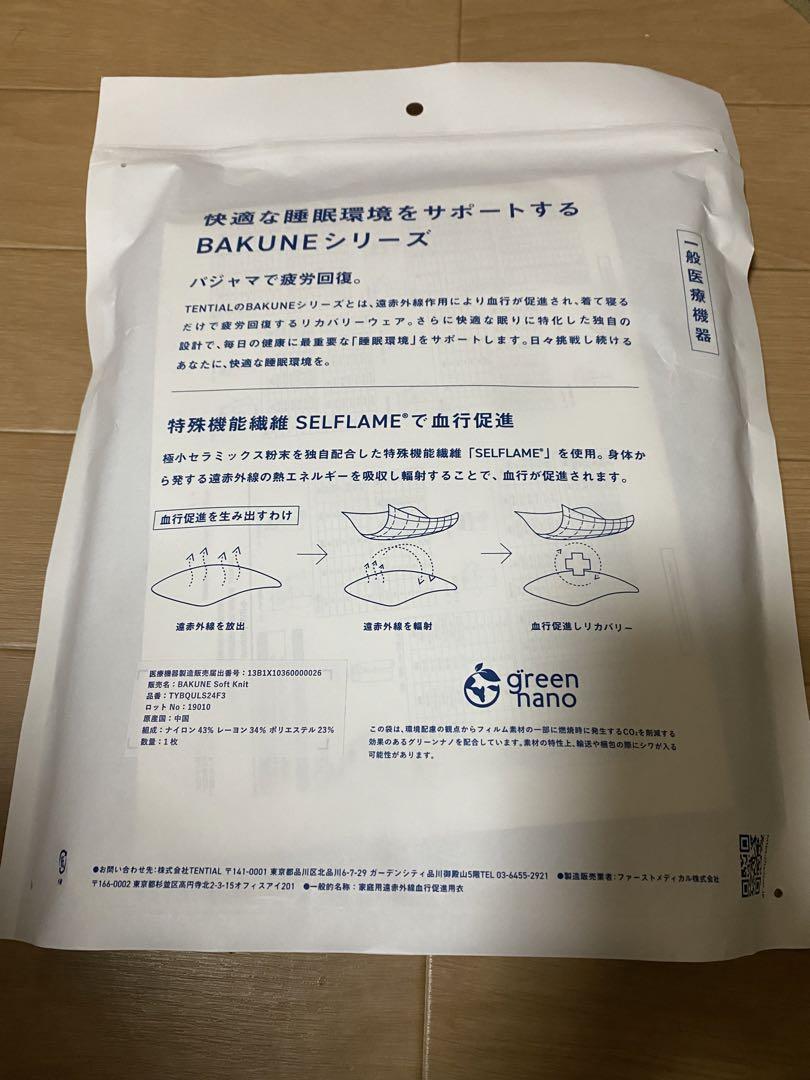 快適な睡眠環境をサポートする
BAKUNEシリーズ
パジャマで疲労回復。
TENTIALのBAKUNEシリーズとは、遠赤外線作用により血行が促進され、着て寝る
だけで疲労回復するリカバリーウェア。さらに快適な眠りに特化した独自の
設計で、毎日の健康に最重要な「睡眠環境」をサポートします。日々挑戦し続ける
あなたに、快適な睡眠環境を。
一般医療機器
特殊機能繊維 SELFLAME®で血行促進
極小セラミックス粉末を独自配合した特殊機能繊維「SELFLAME®」を使用。身体か
ら発する遠赤外線の熱エネルギーを吸収し輻射することで、血行が促進されます。
血行促進を生み出すわけ
遠赤外線を放出
遠赤外線を輻射
血行促進しリカバリー
医療機器製造販売届出番号：13B1X10360000026
販売名：BAKUNE Soft Knit
品番：TYBQULS24F3
ロット No：19010
原産国：中国
組成：ナイロン 43% レーヨン 34% ポリエステル 23%
数量：1 枚
green
nano
この袋は、環境配慮の観点からフィルム素材の一部に燃焼時に発生するCO₂を削減する
効果のあるグリーンナノを配合しています。素材の特性上、輸送や梱包の際にシワが入る
可能性があります。
●お問い合わせ先：株式会社TENTIAL 〒141-0001 東京都品川区北品川6-7-29 ガーデンシティ品川御殿山5階TEL 03-6455-2921 ●製造販売業者：ファーストメディカル株式会社
〒166-0002 東京都杉並区高円寺北2-3-15オフィスアイ201 ●一般的名称：家庭用遠赤外線血行促進用衣